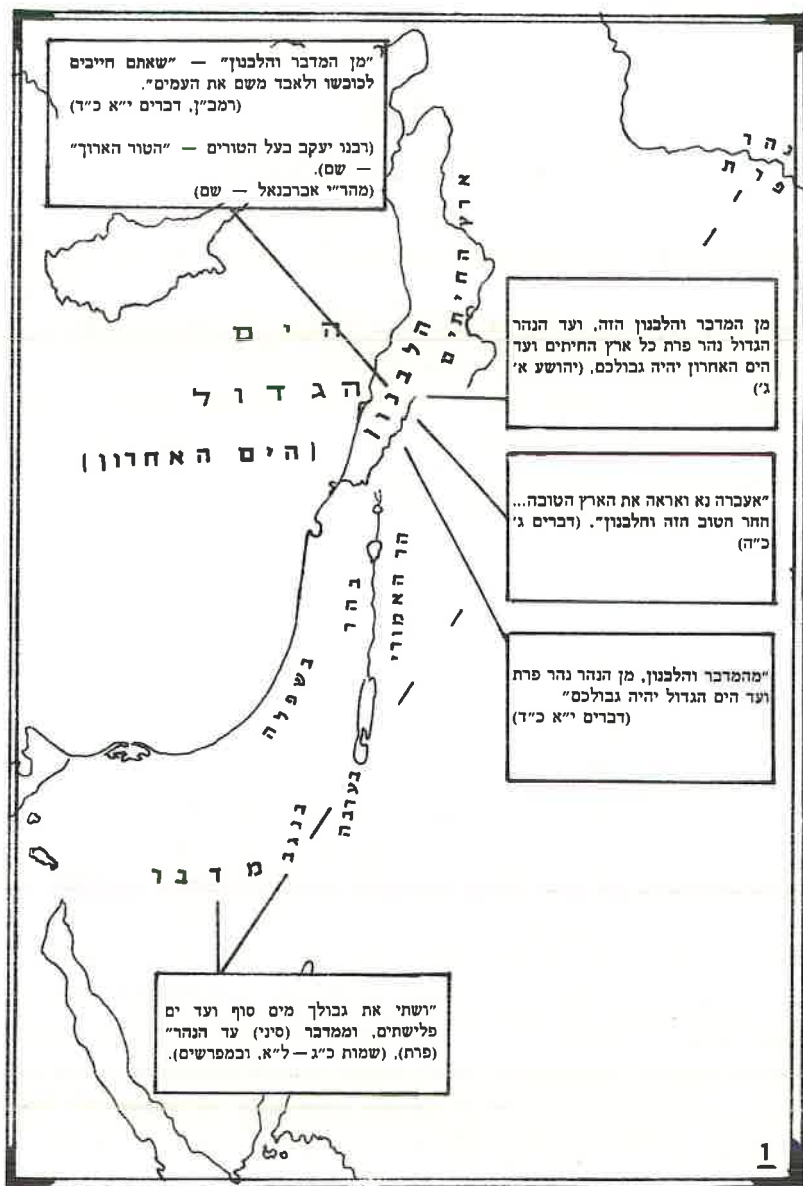 "מן המדבר והלבנון" — "שאתם חייבים
לכובשו ולאבד משם את העמים".
(רמב"ן, דברים י"א כ"ד)
(רבנו יעקב בעל הטורים — "הטור הארוך"
— שם).
(מהר"י אברבנאל — שם)
נהר
פרת
ארץ החיתים
הלבנון
הים
הגדול
(הים האחרון)
מן המדבר והלבנון הזה, ועד הנהר
הגדול נהר פרת כל ארץ החיתים ועד
הים האחרון יהיה גבולכם, (יהושע א'
ג')
"אעברה נא ואראה את הארץ הטובה...
ההר הטוב הזה והלבנון". (דברים ג'
כ"ה)
"מהמדבר והלבנון, מן הנהר נהר פרת
ועד הים הגדול יהיה גבולכם"
(דברים י"א כ"ד)
הר האמורי
בהר
בשפלה
בערבה
בנגב
מדבר
"ושתי את גבולך מים סוף ועד ים
פלישתים, וממדבר (סיני) עד הנהר"
(פרת), (שמות כ"ג — ל"א, ובמפרשים).
1